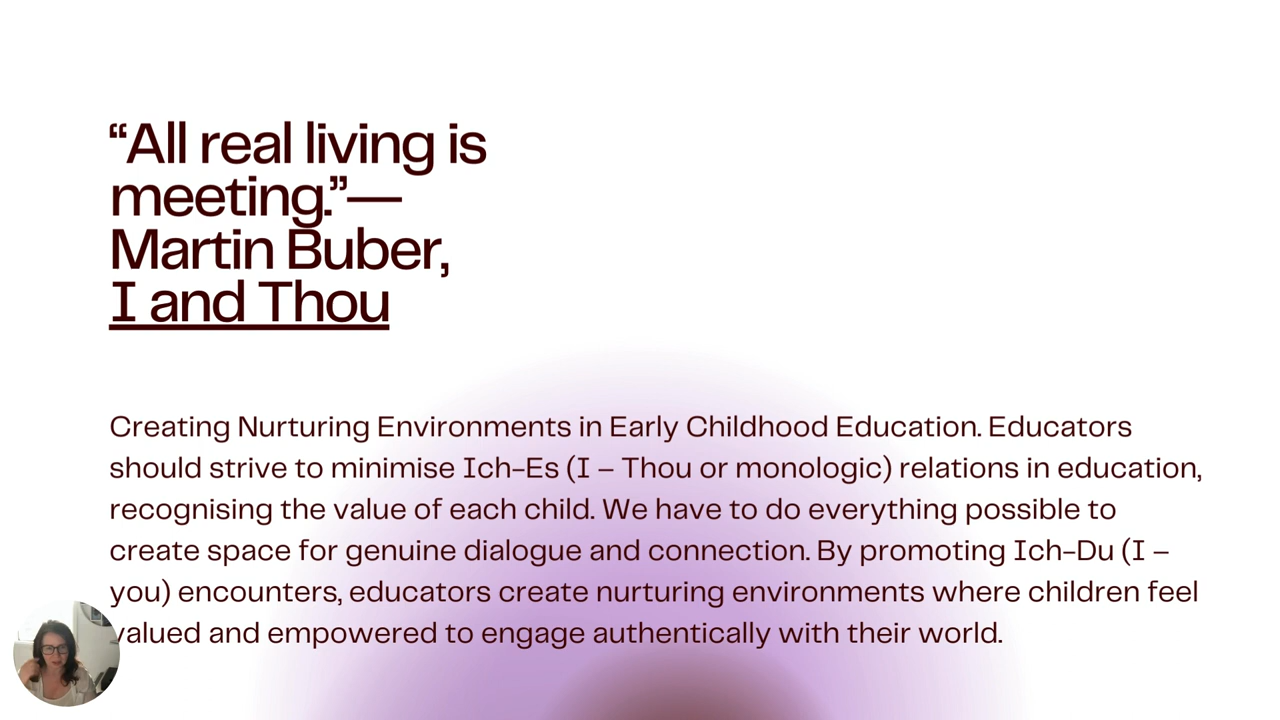 “All real living is
meeting.”—
Martin Buber,
I and Thou
Creating Nurturing Environments in Early Childhood Education. Educators
should strive to minimise Ich-Es (I – Thou or monologic) relations in education,
recognising the value of each child. We have to do everything possible to
create space for genuine dialogue and connection. By promoting Ich-Du (I –
you) encounters, educators create nurturing environments where children feel
valued and empowered to engage authentically with their world.